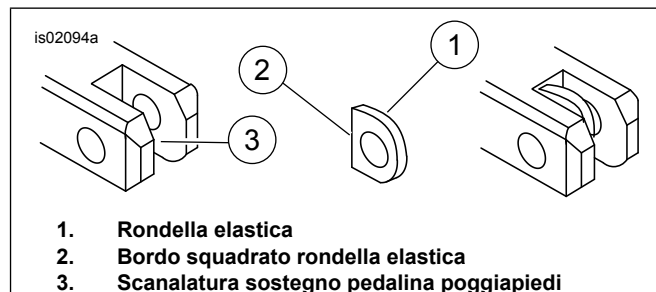 is02094a
1
2
3
1. Rondella elastica
2. Bordo squadrato rondella elastica
3. Scanalatura sostegno pedalina poggiapiedi